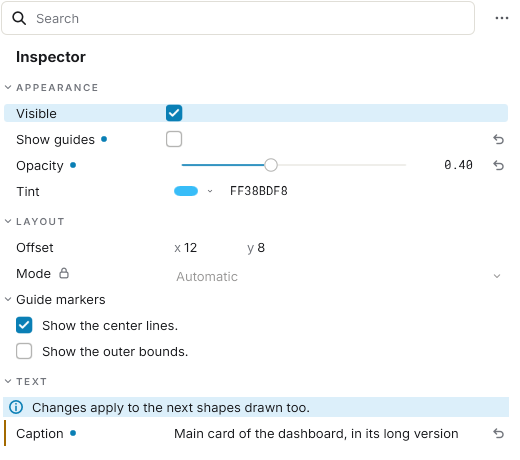 Search
Inspector
APPEARANCE
Visible
Show guides
Opacity 0.40
Tint FF38BDF8
LAYOUT
Offset x 12 y 8
Mode Automatic
Guide markers
Show the center lines.
Show the outer bounds.
TEXT
Changes apply to the next shapes drawn too.
Caption Main card of the dashboard, in its long version